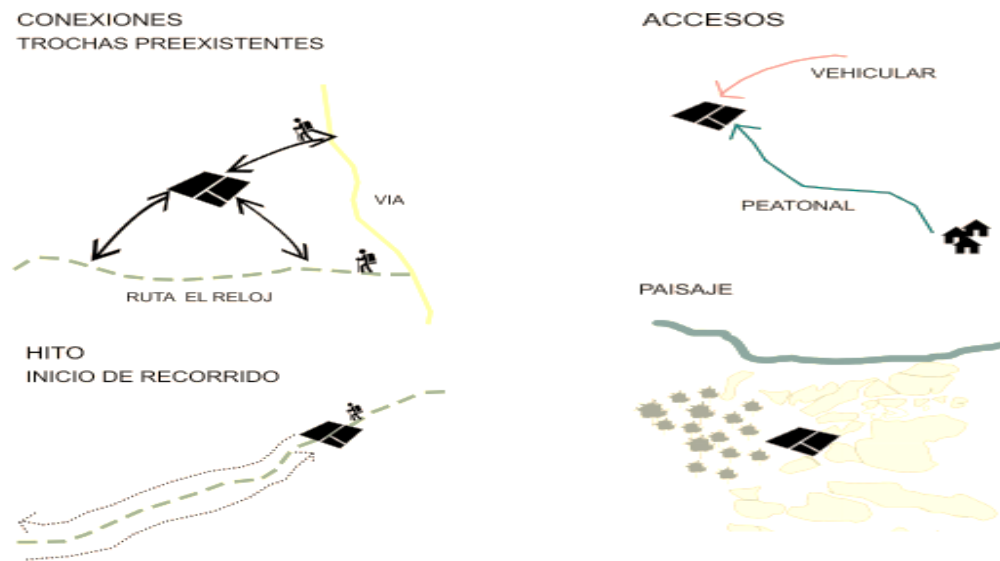 CONEXIONES
TROCHAS PREEXISTENTES
VIA
RUTA EL RELOJ
HITO
INICIO DE RECORRIDO
ACCESOS
VEHICULAR
PEATONAL
PAISAJE